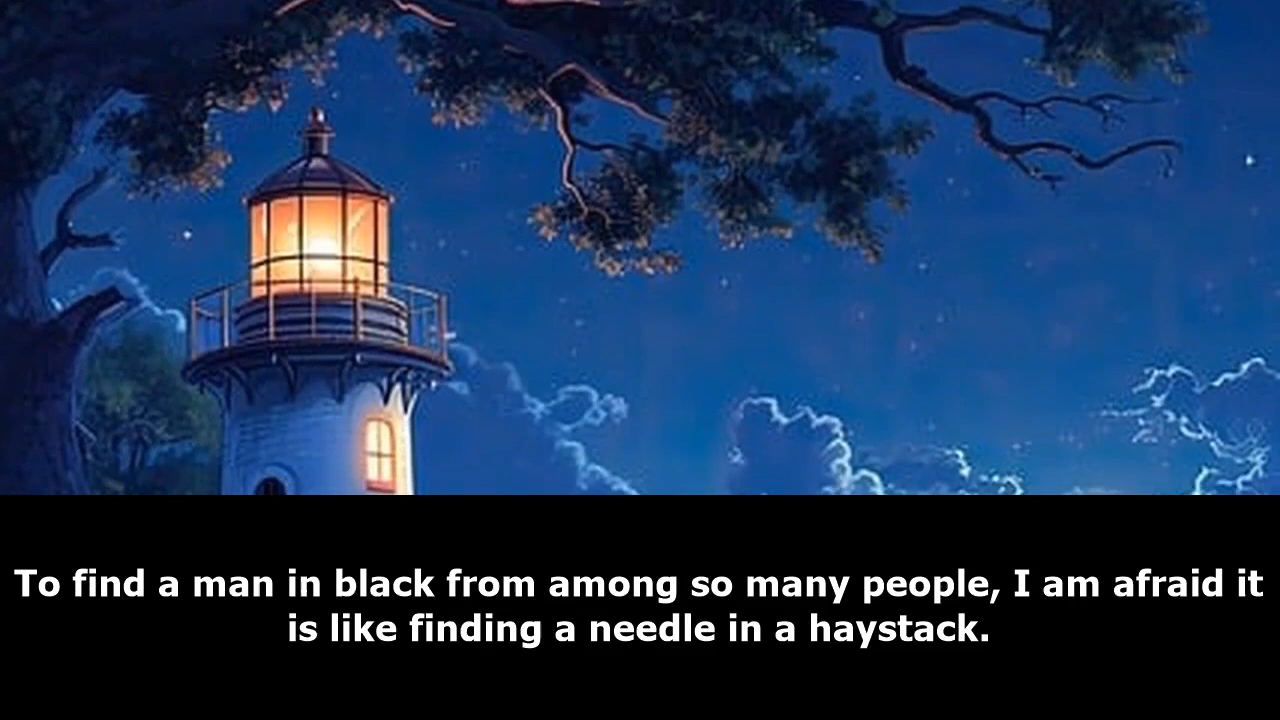 To find a man in black from among so many people, I am afraid it
is like finding a needle in a haystack.